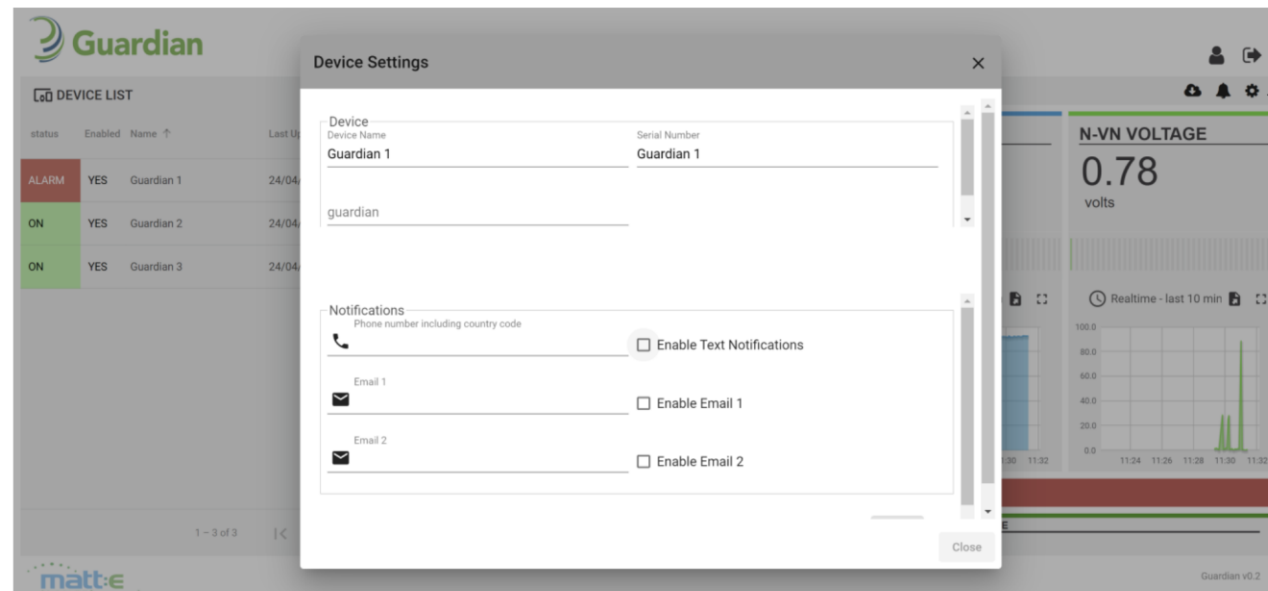 Guardian
Device Settings
DEVICE LIST
status Enabled Name Last Up
ALARM YES Guardian 1 24/04/
ON YES Guardian 2 24/04/
ON YES Guardian 3 24/04/
1 – 3 of 3
Device
Device Name Serial Number
Guardian 1 Guardian 1
guardian
Notifications
Phone number including country code
Enable Text Notifications
Email 1
Enable Email 1
Email 2
Enable Email 2
Close
N-VN VOLTAGE
0.78
volts
Realtime - last 10 min
100.0
80.0
60.0
40.0
20.0
0.0
:30 11:32 11:24 11:26 11:28 11:30 11:32
E
matt:e
Guardian v0.2